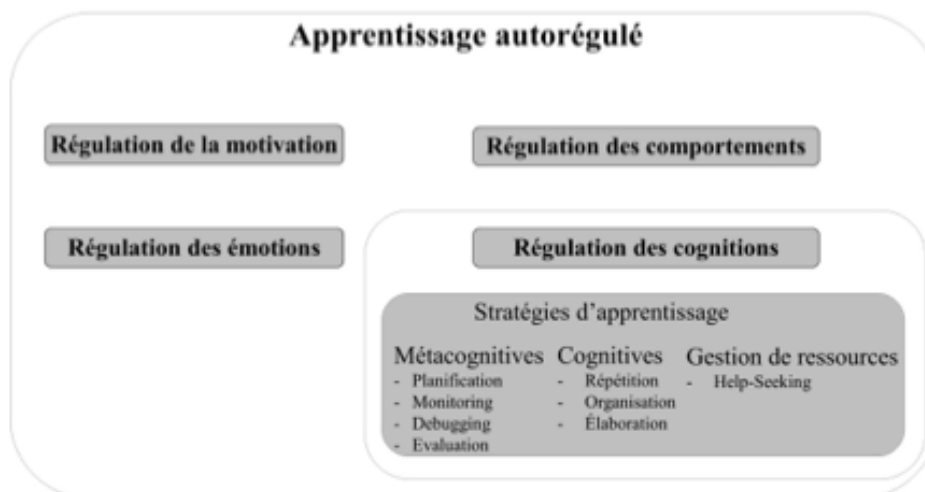 Apprentissage autorégulé
Régulation de la motivation
Régulation des comportements
Régulation des émotions
Régulation des cognitions
Stratégies d’apprentissage
Métacognitives
- Planification
- Monitoring
- Debugging
- Evaluation
Cognitives
- Répétition
- Organisation
- Élaboration
Gestion de ressources
- Help-Seeking